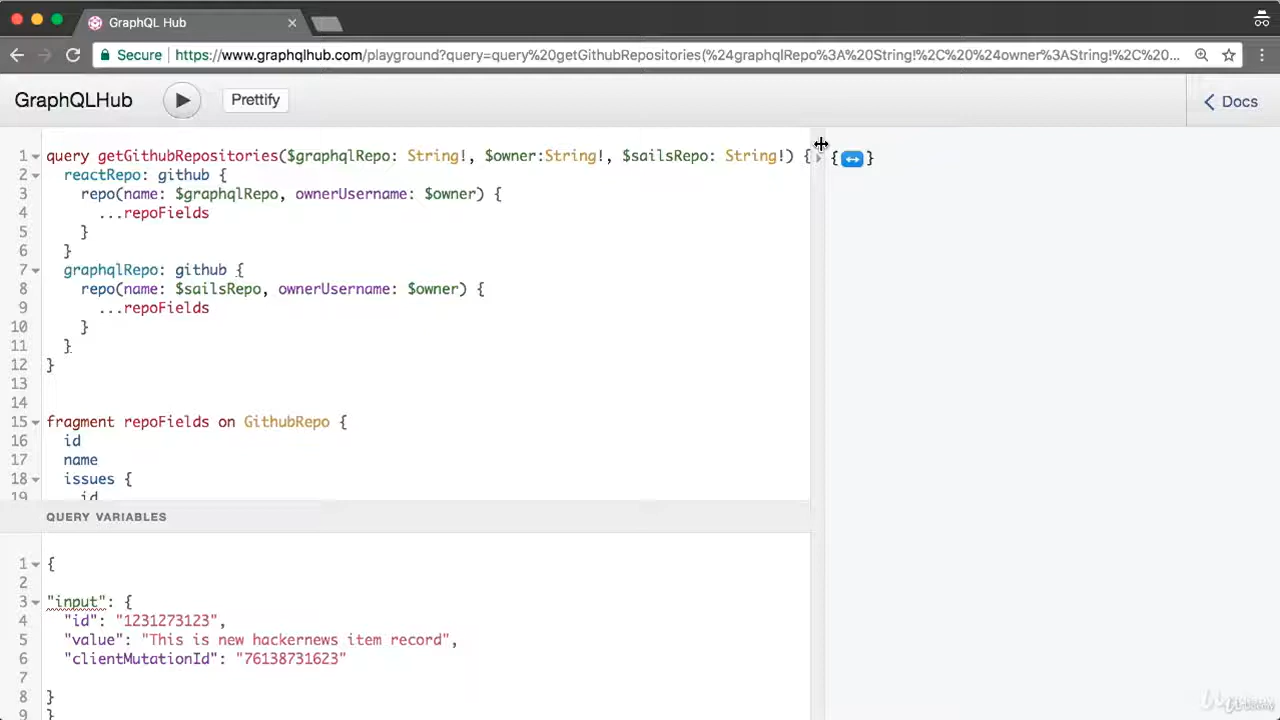 GraphQL Hub
Secure https://www.graphqlhub.com/playground?query=query%20getGithubRepositories(%24graphqlRepo%3A%20String!%2C%20%24owner%3AString!%2C%20...
GraphQLHub
Prettify
Docs
1 query getGithubRepositories($graphqlRepo: String!, $owner:String!, $sailsRepo: String!) {
2 reactRepo: github {
3 repo(name: $graphqlRepo, ownerUsername: $owner) {
4 ...repoFields
5 }
6 }
7 graphqlRepo: github {
8 repo(name: $sailsRepo, ownerUsername: $owner) {
9 ...repoFields
10 }
11 }
12 }
13
14
15 fragment repoFields on GithubRepo {
16 id
17 name
18 issues {
19 id
{↔}
QUERY VARIABLES
1 {
2
3 "input": {
4 "id": "1231273123",
5 "value": "This is new hackernews item record",
6 "clientMutationId": "76138731623"
7
8 }
9 }
Udemy